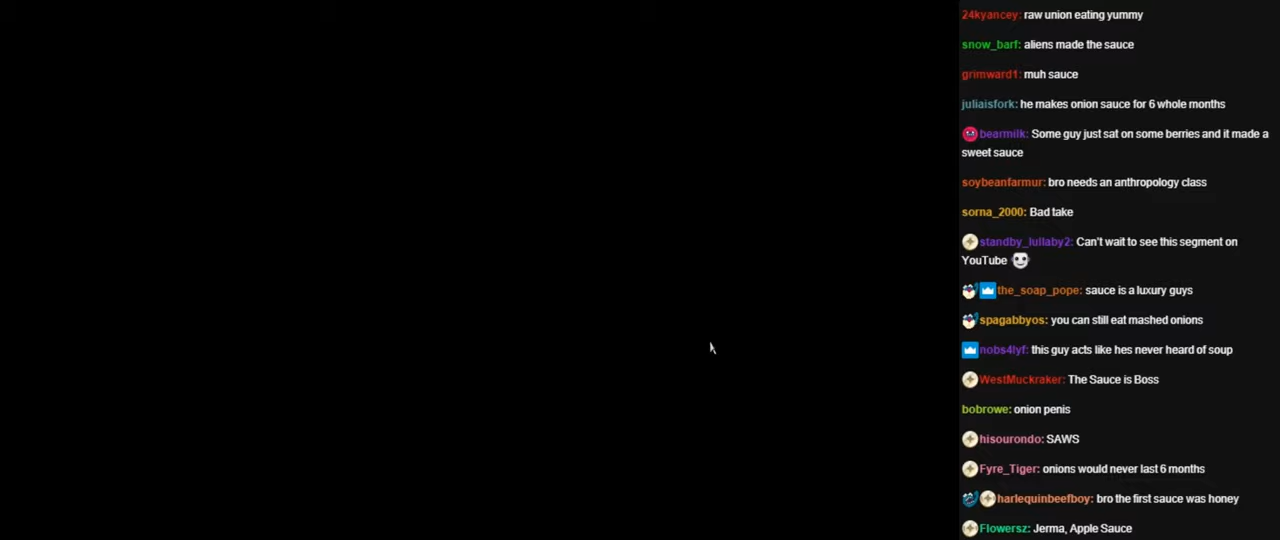 24kyancey: raw union eating yummy
snow_barf: aliens made the sauce
grimward1: muh sauce
juliaisfork: he makes onion sauce for 6 whole months
bearmilk: Some guy just sat on some berries and it made a
sweet sauce
soybeanfarmur: bro needs an anthropology class
sorna_2000: Bad take
standby_lullaby2: Can't wait to see this segment on
YouTube
the_soap_pope: sauce is a luxury guys
spagabbyos: you can still eat mashed onions
nobs4lyf: this guy acts like hes never heard of soup
WestMuckraker: The Sauce is Boss
bobrowe: onion penis
hisourondo: SAWS
Fyre_Tiger: onions would never last 6 months
harlequinbeefboy: bro the first sauce was honey
Flowersz: Jerma, Apple Sauce